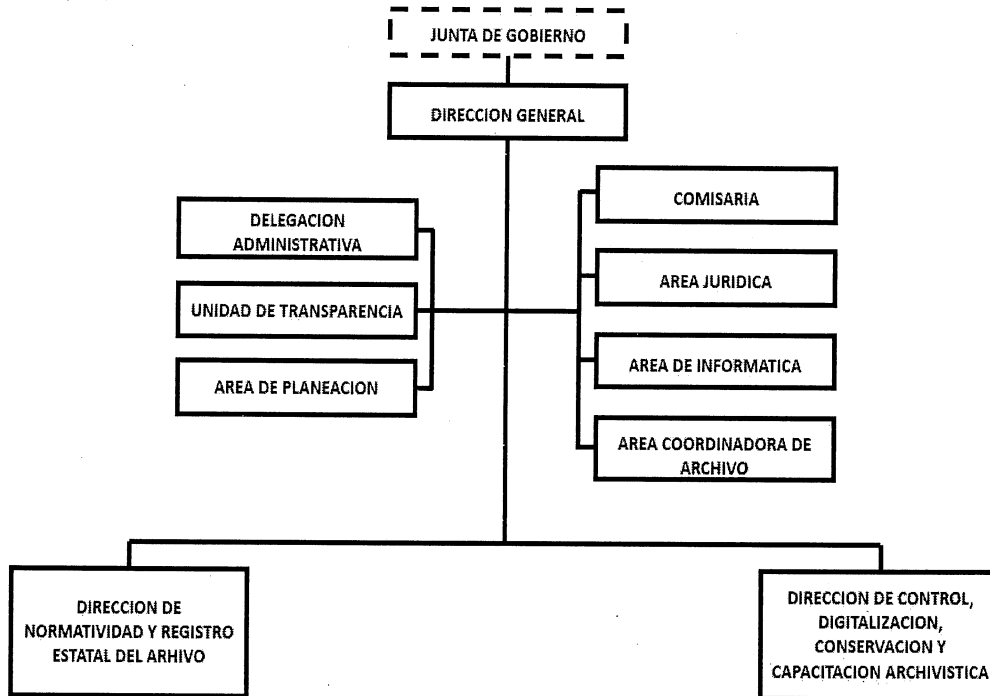 JUNTA DE GOBIERNO
DIRECCION GENERAL
DELEGACION
ADMINISTRATIVA
UNIDAD DE TRANSPARENCIA
AREA DE PLANEACION
COMISARIA
AREA JURIDICA
AREA DE INFORMATICA
AREA COORDINADORA DE
ARCHIVO
DIRECCION DE
NORMATIVIDAD Y REGISTRO
ESTATAL DEL ARHIVO
DIRECCION DE CONTROL,
DIGITALIZACION,
CONSERVACION Y
CAPACITACION ARCHIVISTICA